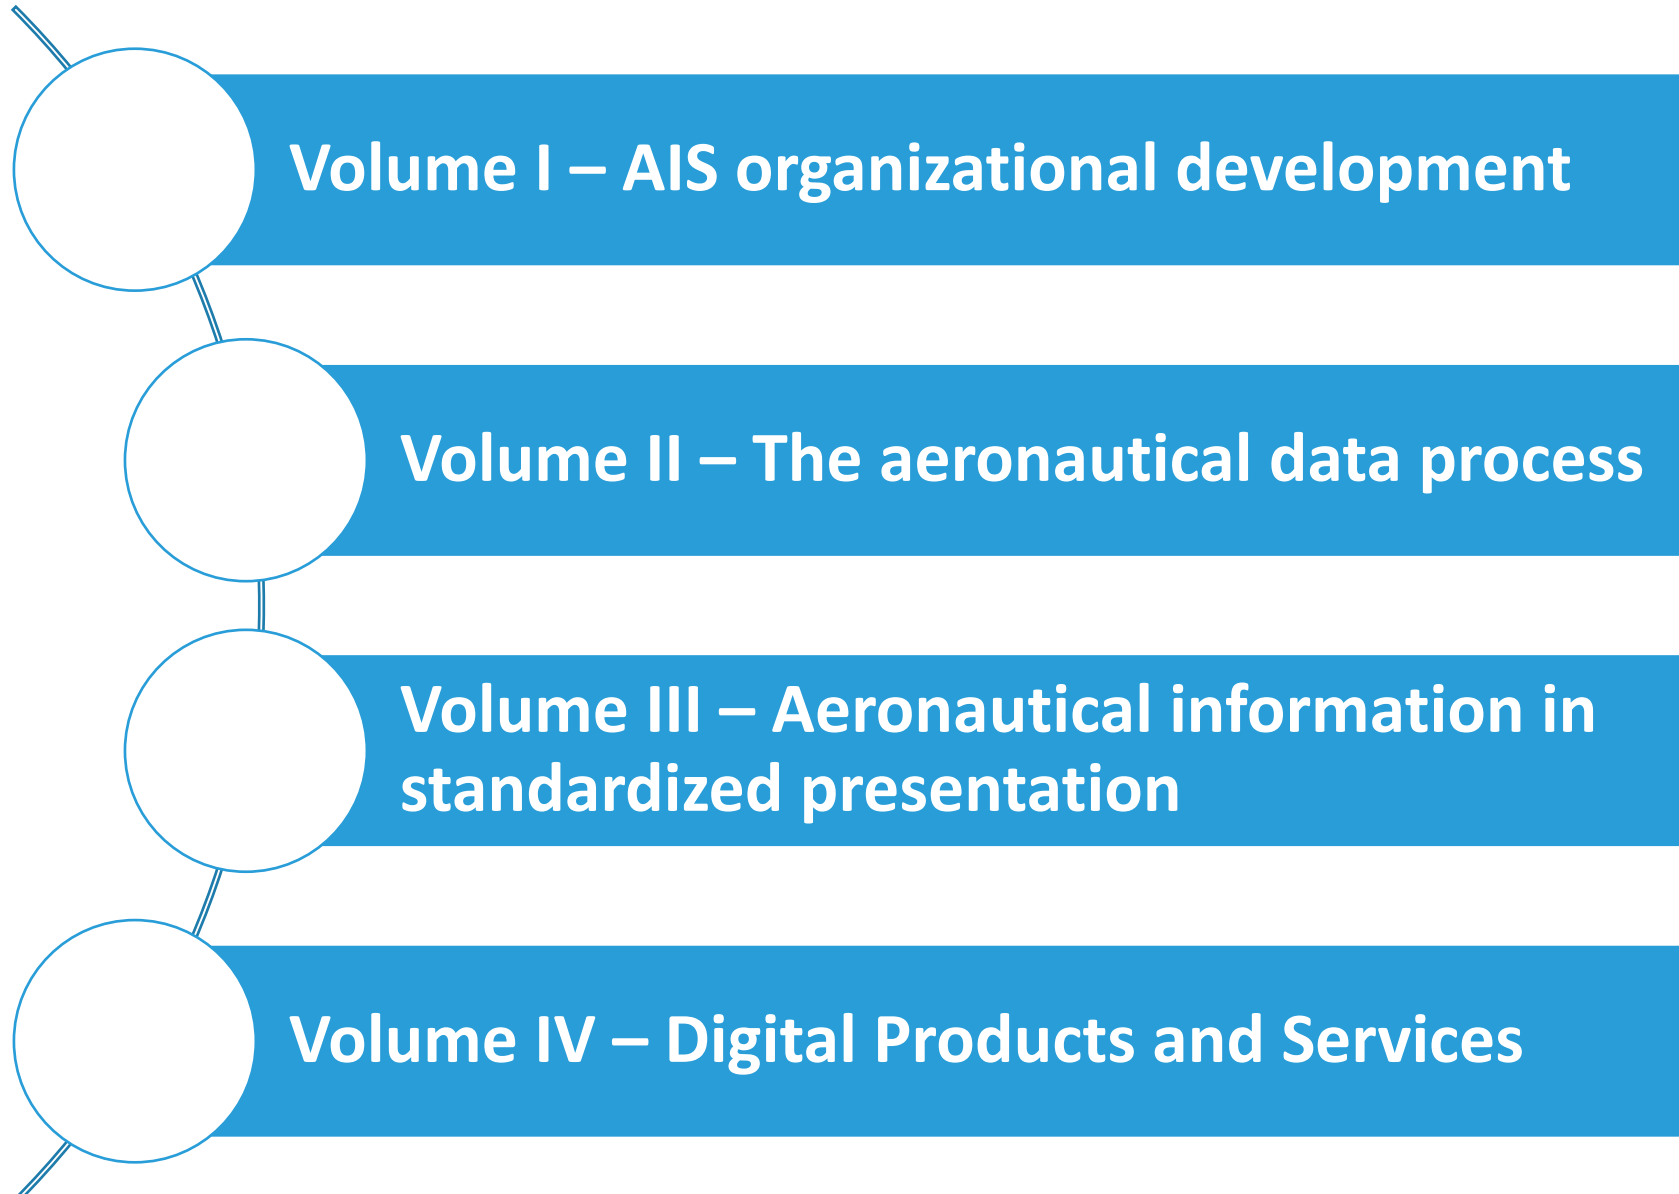 Volume I – AIS organizational development
Volume II – The aeronautical data process
Volume III – Aeronautical information in
standardized presentation
Volume IV – Digital Products and Services